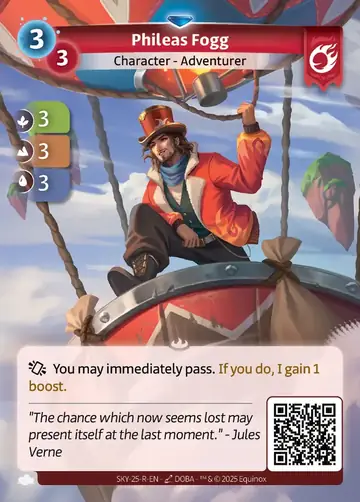 3
3
Phileas Fogg
Character - Adventurer
3
3
3
You may immediately pass. If you do, I gain 1
boost.
"The chance which now seems lost may
present itself at the last moment." - Jules
Verne
SKY-25-R-EN - DOBA - ™ & © 2025 Equinox